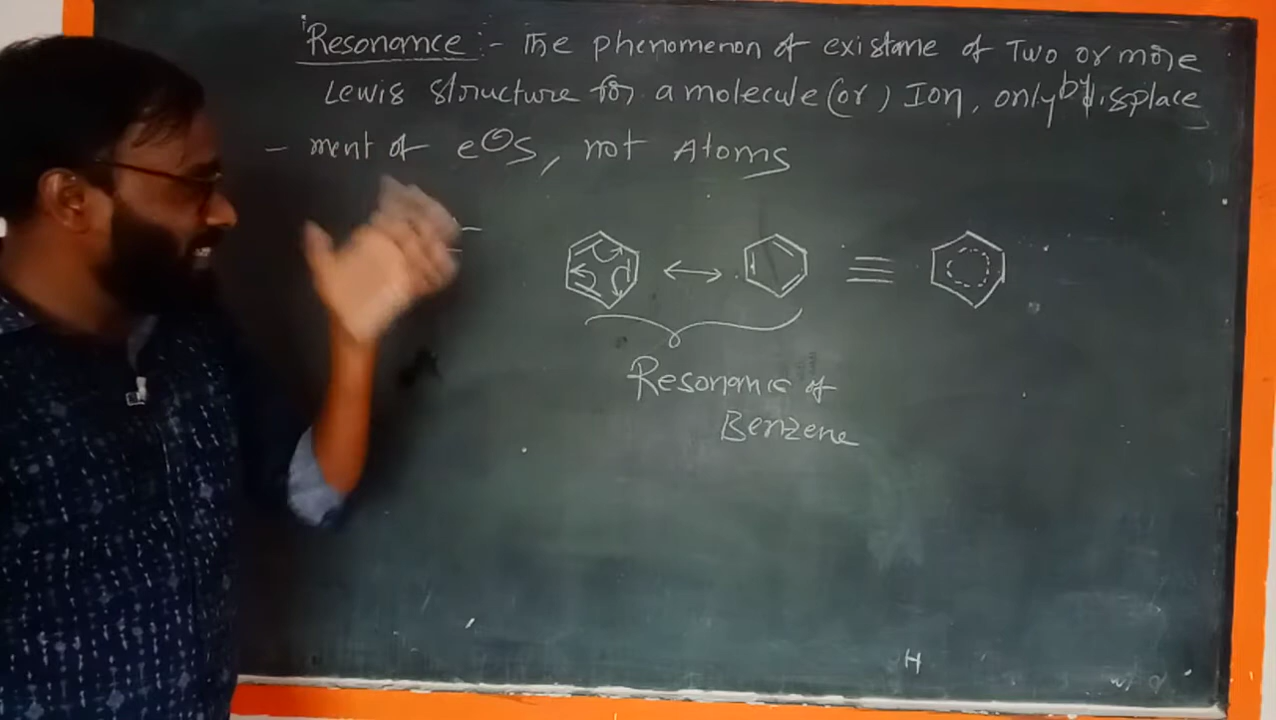 Resonance :- The phenomenon of existane of Two or more
Lewis structure for a molecule (or) Ion, only by displace
- ment of e⊖s, not Atoms
Resonance of
Benzene
H